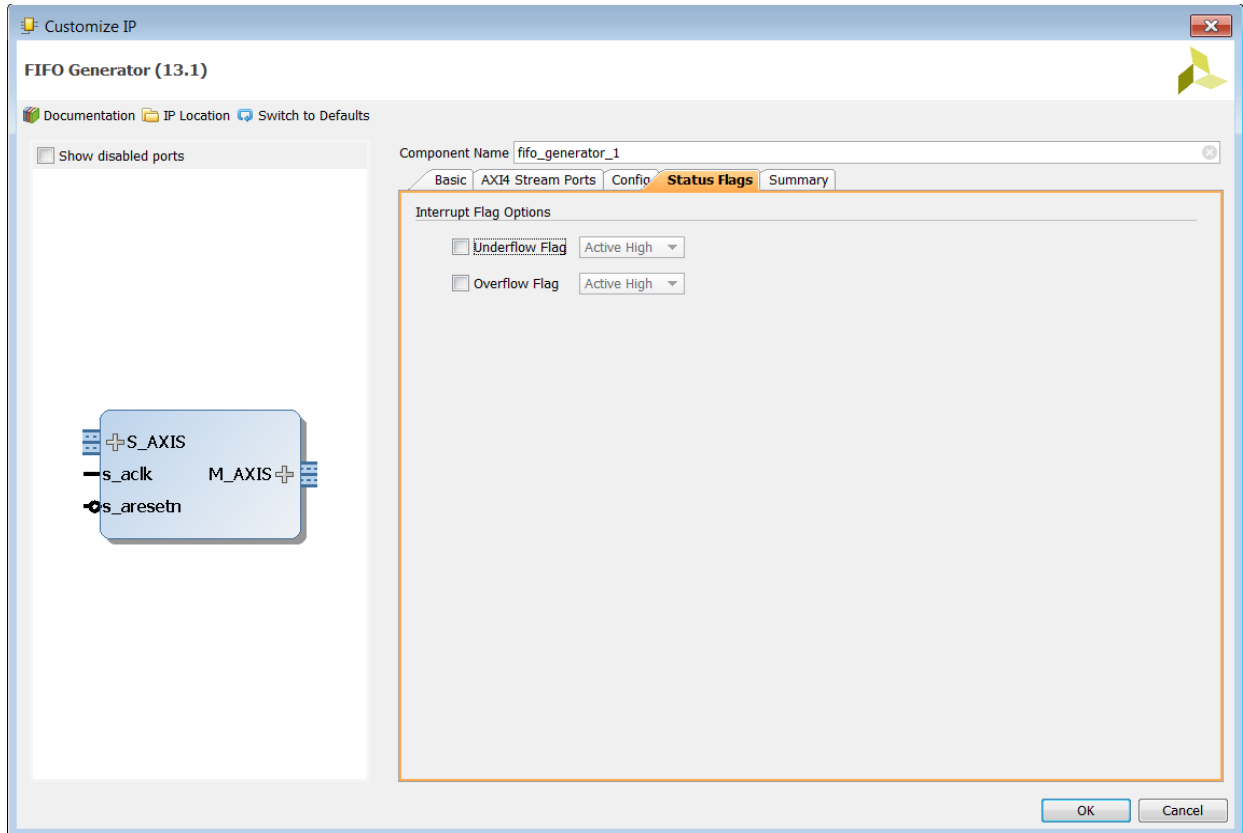 Customize IP
FIFO Generator (13.1)
Documentation IP Location Switch to Defaults
Show disabled ports
Component Name fifo_generator_1
Basic AXI4 Stream Ports Config Status Flags Summary
Interrupt Flag Options
Underflow Flag Active High
Overflow Flag Active High
S_AXIS
s_aclk M_AXIS
s_aresetn
OK Cancel